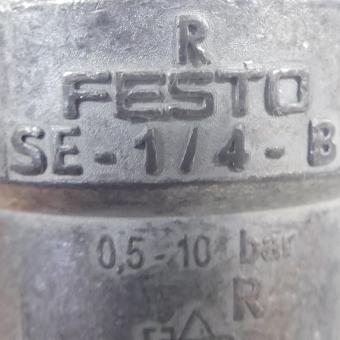 R
FESTO
SE-1/4-B
0,5-10 bar
R